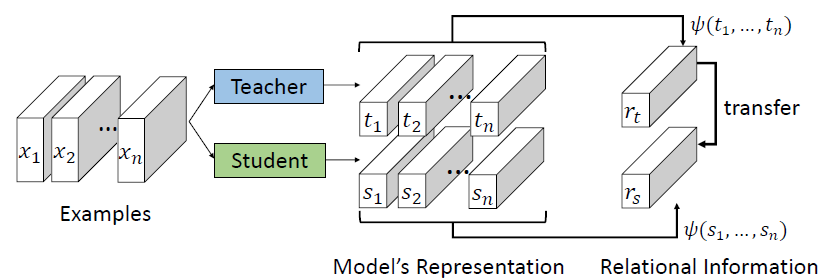 ψ(t₁, …, tₙ)
Teacher
t₁ t₂ ... tₙ
rₜ
transfer
x₁ x₂ ... xₙ
Student
s₁ s₂ ... sₙ
rₛ
Examples
ψ(s₁, …, sₙ)
Model's Representation
Relational Information